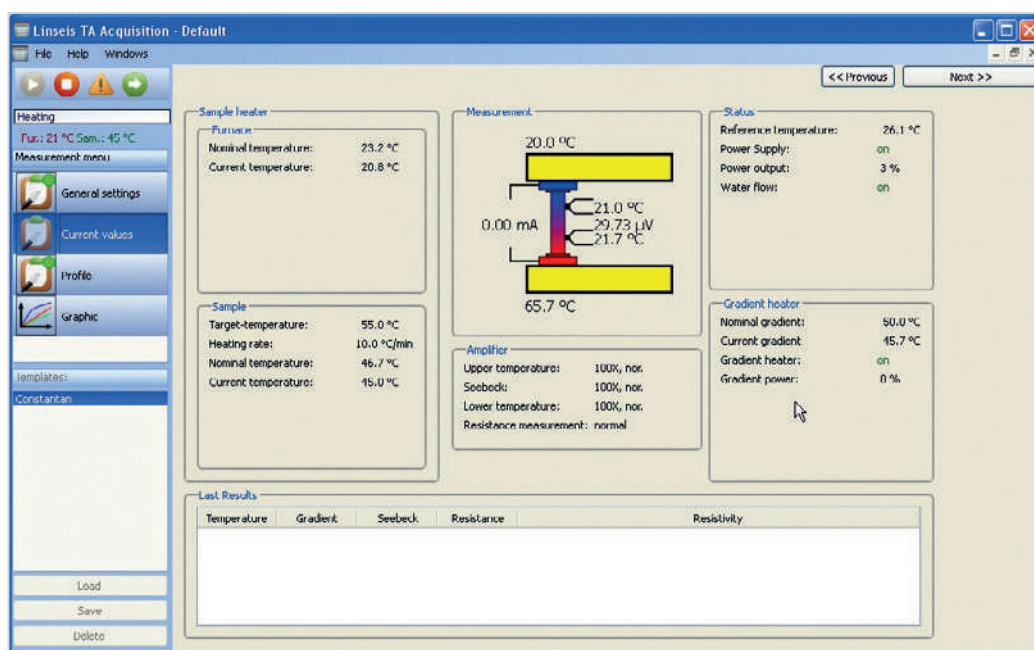 Linseis TA Acquisition - Default
File Help Windows
<< Previous Next >>
Heating
Fur.: 21 °C Sam.: 45 °C
Measurement menu
General settings
Current values
Profile
Graphic
Templates:
Constantan
Load
Save
Delete
Sample heater
Furnace
Nominal temperature: 23.2 °C
Current temperature: 20.8 °C
Sample
Target-temperature: 55.0 °C
Heating rate: 10.0 °C/min
Nominal temperature: 46.7 °C
Current temperature: 45.0 °C
Measurement
20.0 ºC
21.0 ºC
0.00 mA 29.73 µV
21.7 ºC
65.7 ºC
Amplifier
Upper temperature: 100X, nor.
Seebeck: 100X, nor.
Lower temperature: 100X, nor.
Resistance measurement: normal
Status
Reference temperature: 26.1 °C
Power Supply: on
Power output: 3 %
Water flow: on
Gradient heater
Nominal gradient: 50.0 °C
Current gradient 45.7 °C
Gradient heater: on
Gradient power: 0 %
Last Results
Temperature Gradient Seebeck Resistance Resistivity